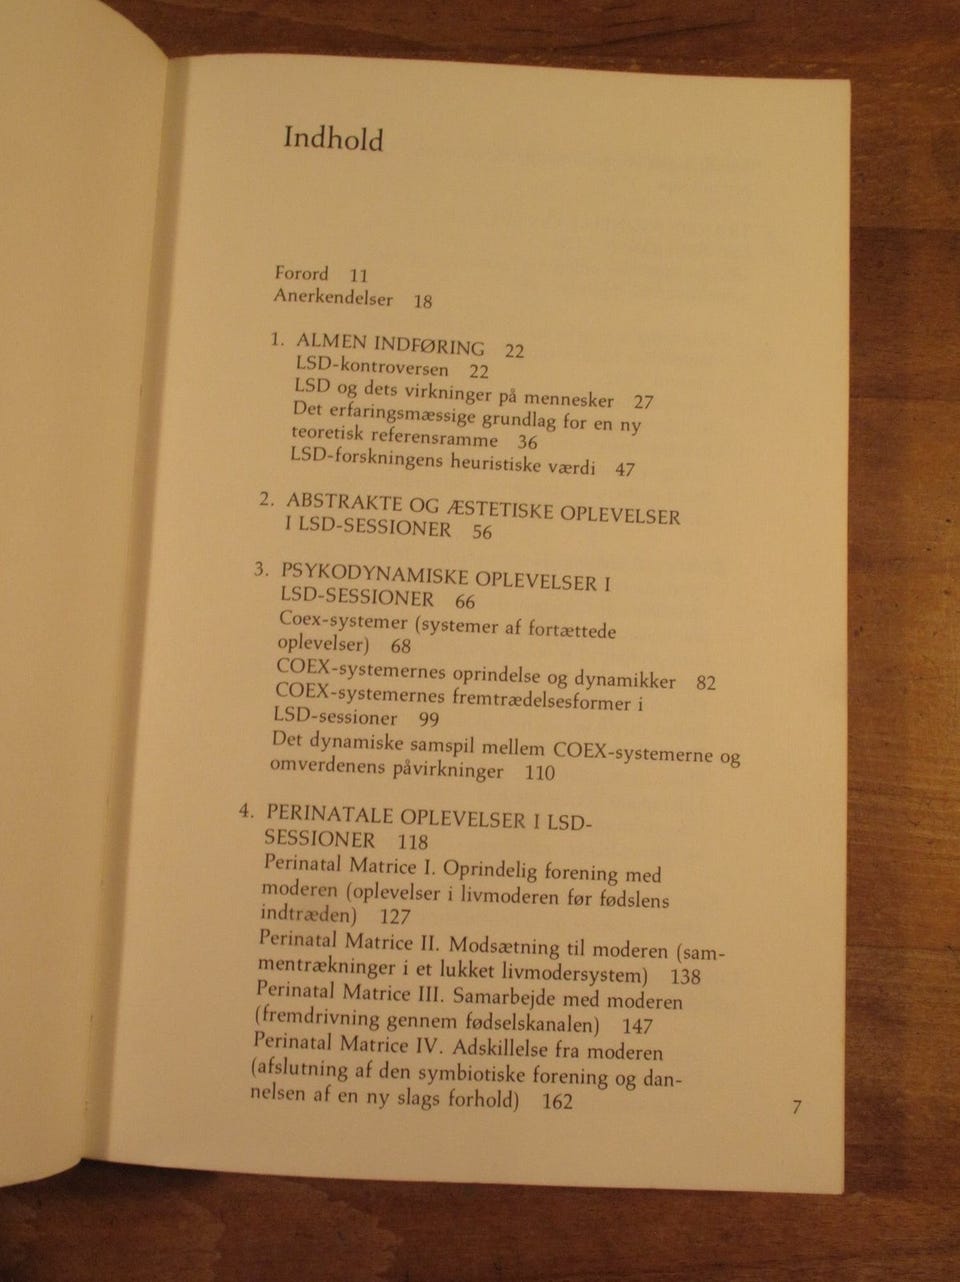 Indhold
Forord 11
Anerkendelser 18
1. ALMEN INDFØRING 22
LSD-kontroversen 22
LSD og dets virkninger på mennesker 27
Det erfaringsmæssige grundlag for en ny
teoretisk referensramme 36
LSD-forskningens heuristiske værdi 47
2. ABSTRAKTE OG ÆSTETISKE OPLEVELSER
I LSD-SESSIONER 56
3. PSYKODYNAMISKE OPLEVELSER I
LSD-SESSIONER 66
Coex-systemer (systemer af fortættede
oplevelser) 68
COEX-systemernes oprindelse og dynamikker 82
COEX-systemernes fremtrædelsesformer i
LSD-sessioner 99
Det dynamiske samspil mellem COEX-systemerne og
omverdenens påvirkninger 110
4. PERINATALE OPLEVELSER I LSD-
SESSIONER 118
Perinatal Matrice I. Oprindelig forening med
moderen (oplevelser i livmoderen før fødslens
indtræden) 127
Perinatal Matrice II. Modsætning til moderen (sam-
mentrækninger i et lukket livmodersystem) 138
Perinatal Matrice III. Samarbejde med moderen
(fremdrivning gennem fødselskanalen) 147
Perinatal Matrice IV. Adskillelse fra moderen
(afslutning af den symbiotiske forening og dan-
nelsen af en ny slags forhold) 162
7